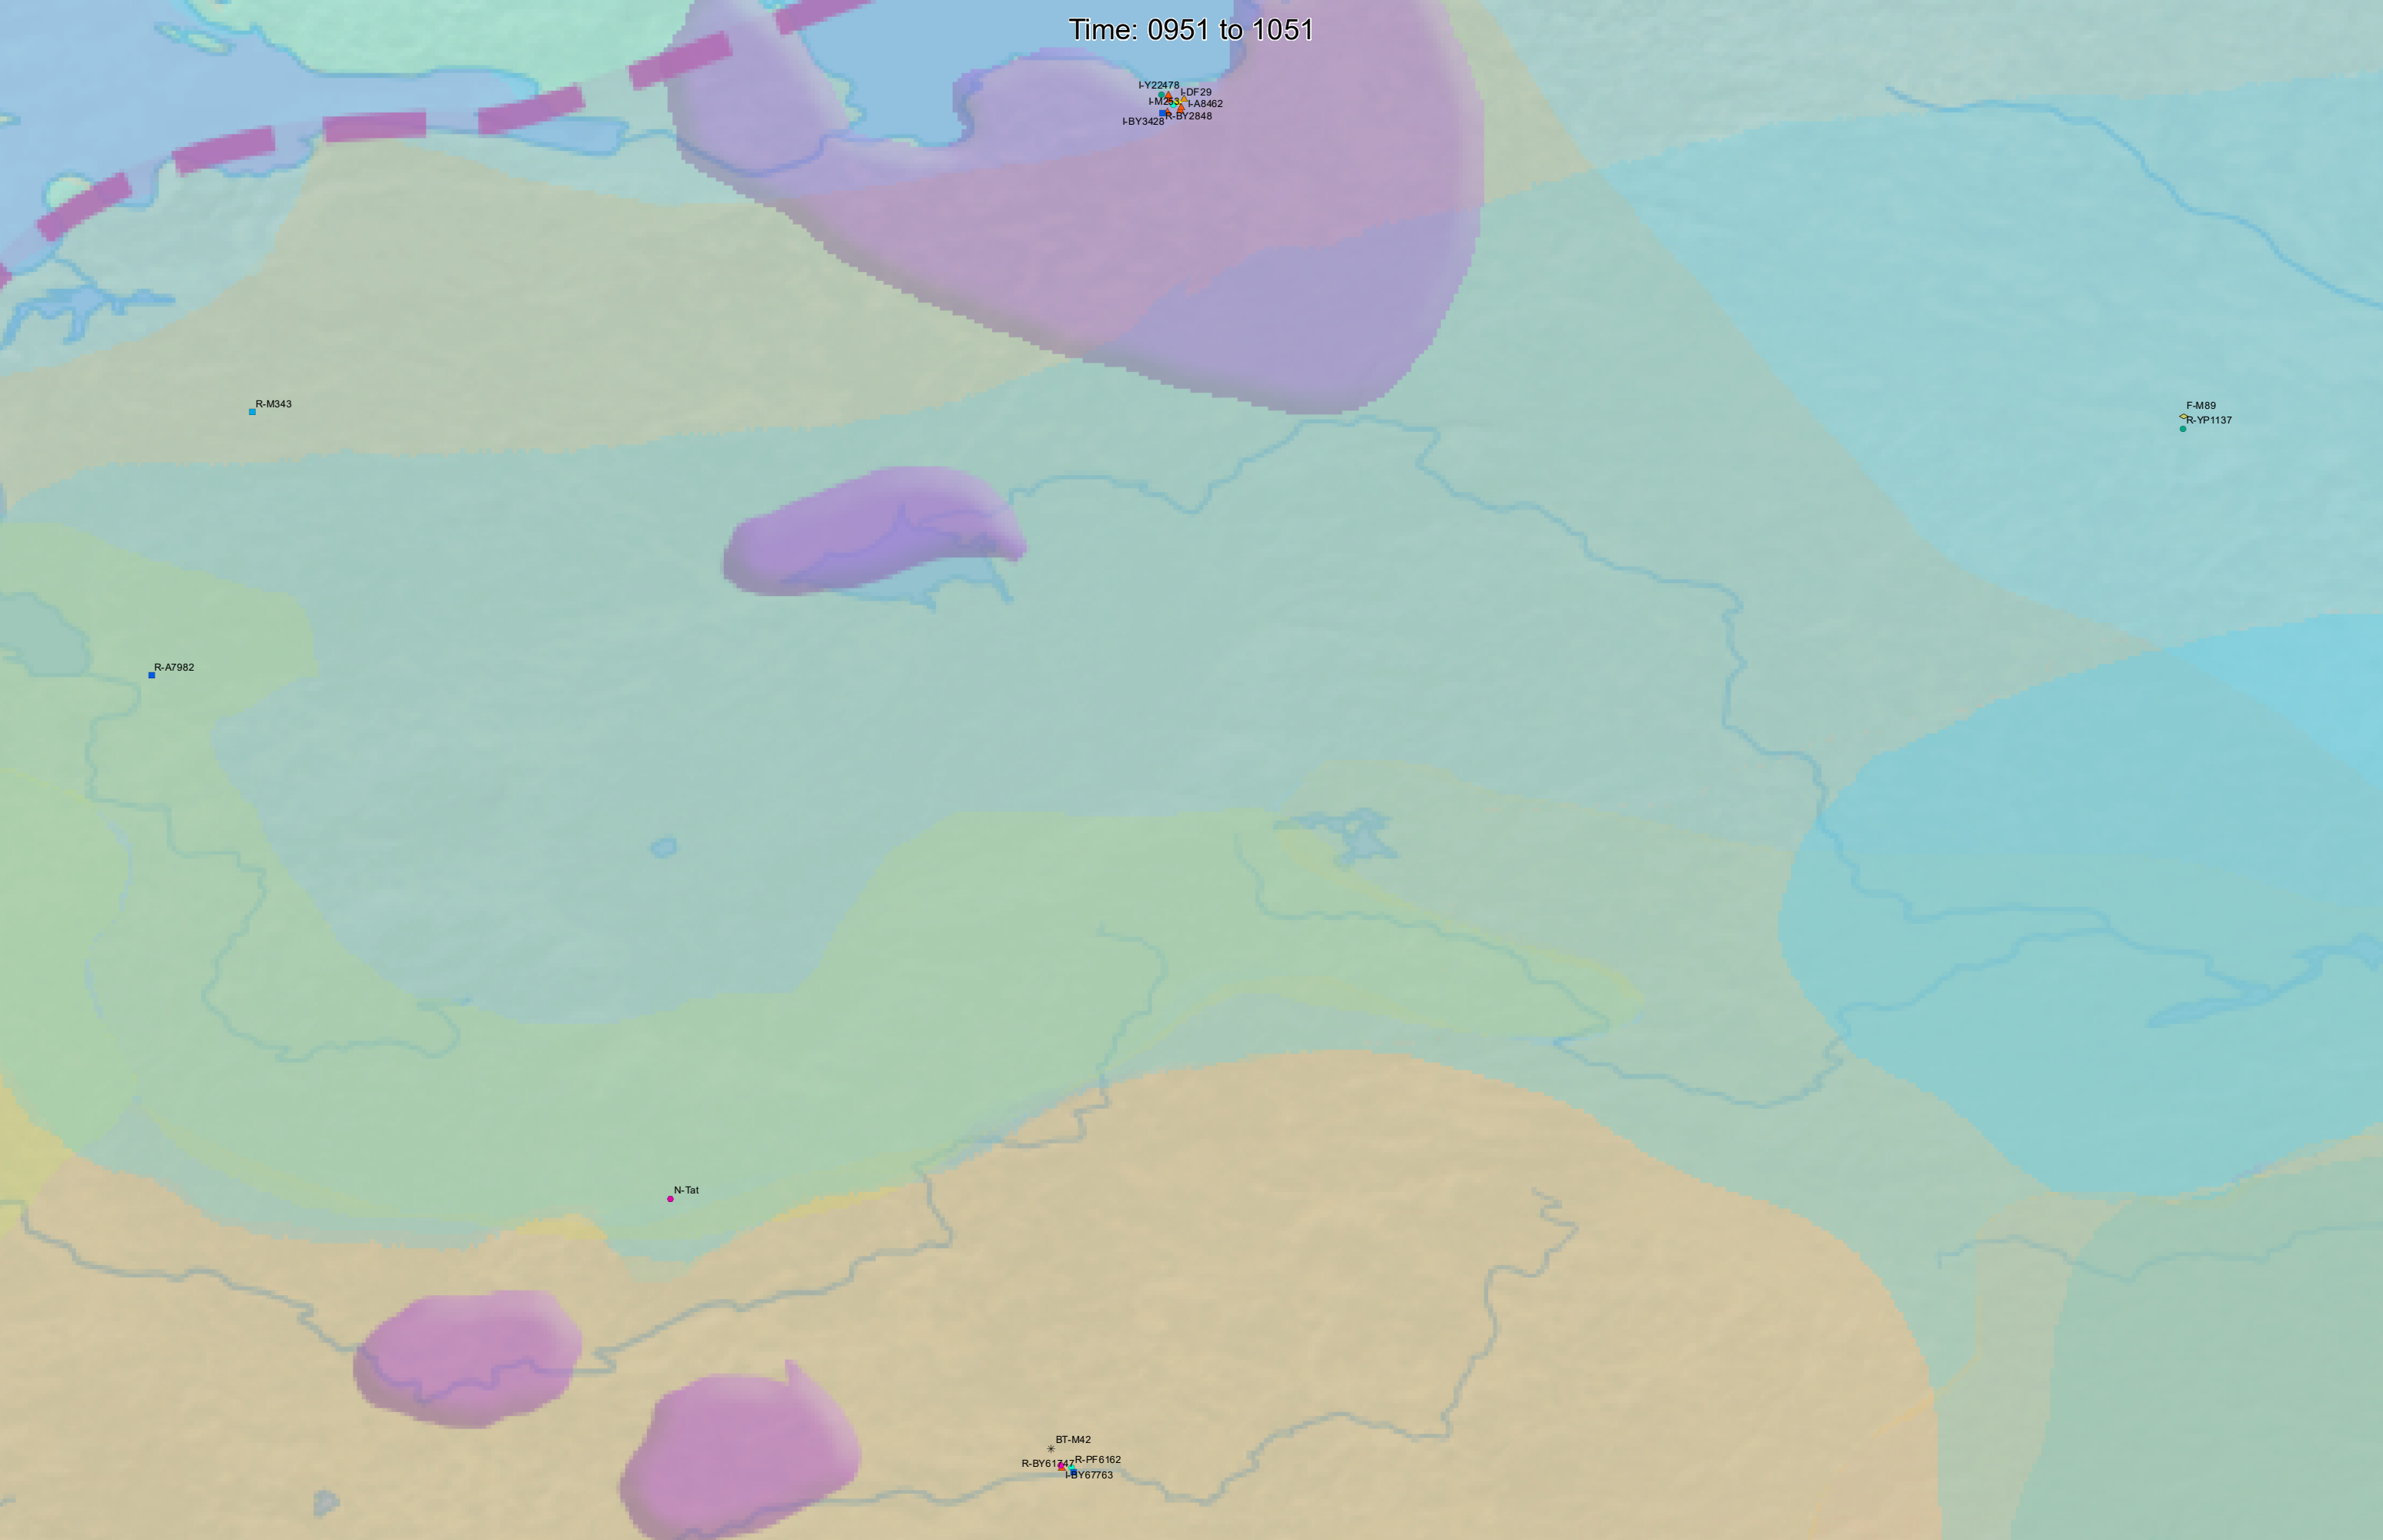 Time: 0951 to 1051
I-Y22478
I-DF29
I-M253
I-A8462
R-BY2848
I-BY3428
R-M343
F-M89
R-YP1137
R-A7982
N-Tat
BT-M42
R-PF6162
R-BY61747
I-BY67763